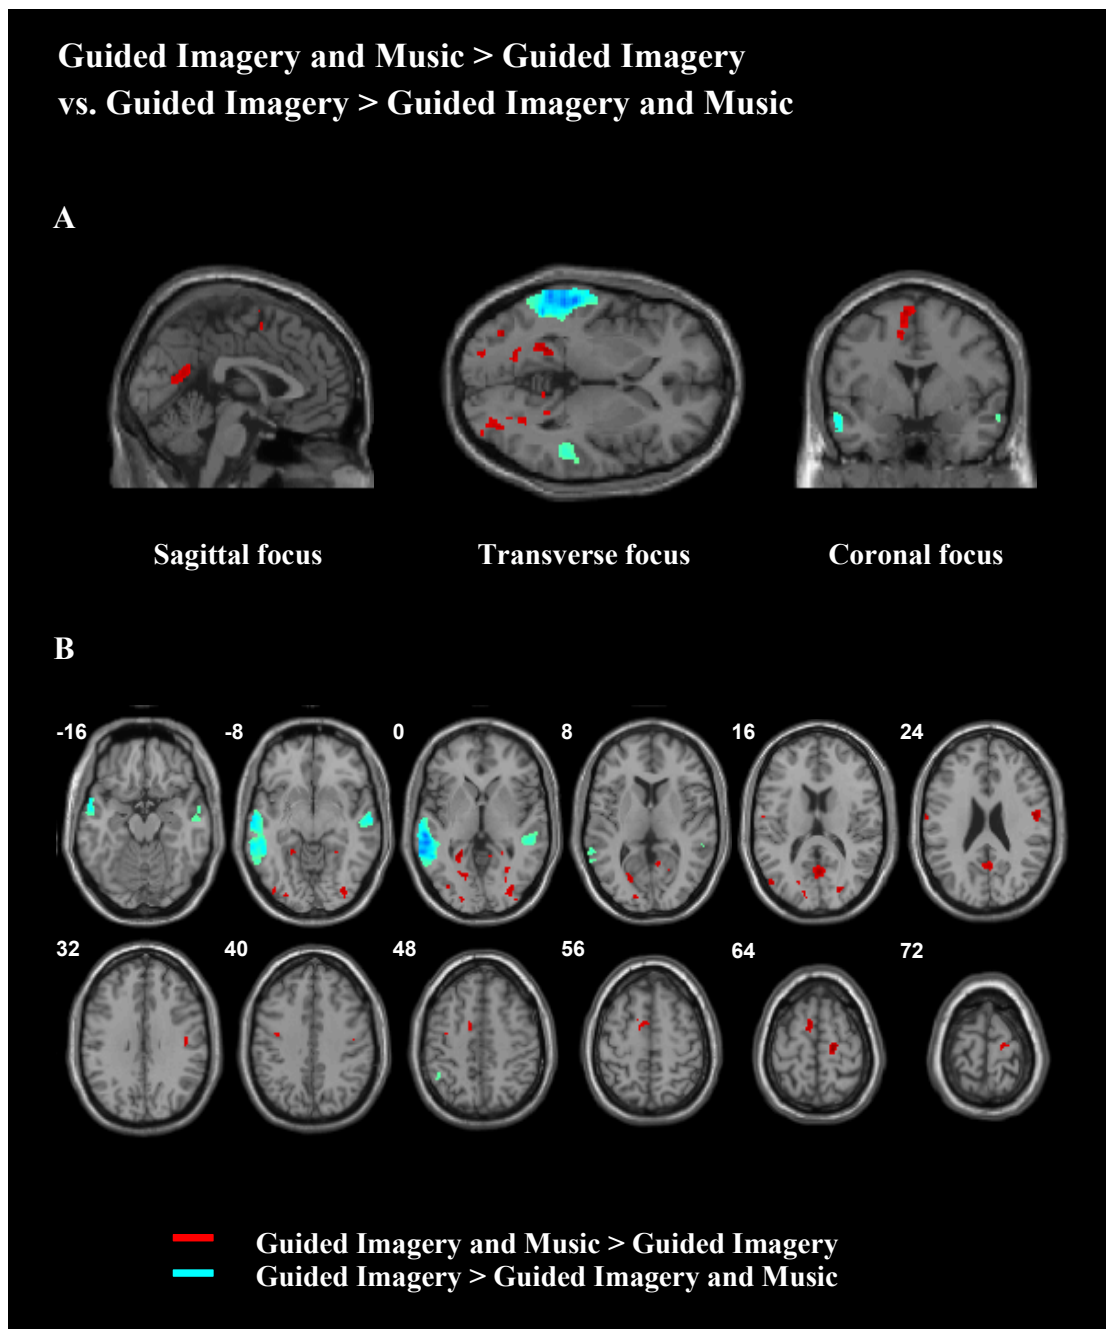 Guided Imagery and Music > Guided Imagery
vs. Guided Imagery > Guided Imagery and Music
A
Sagittal focus
Transverse focus
Coronal focus
B
-16
-8
0
8
16
24
32
40
48
56
64
72
Guided Imagery and Music > Guided Imagery
Guided Imagery > Guided Imagery and Music